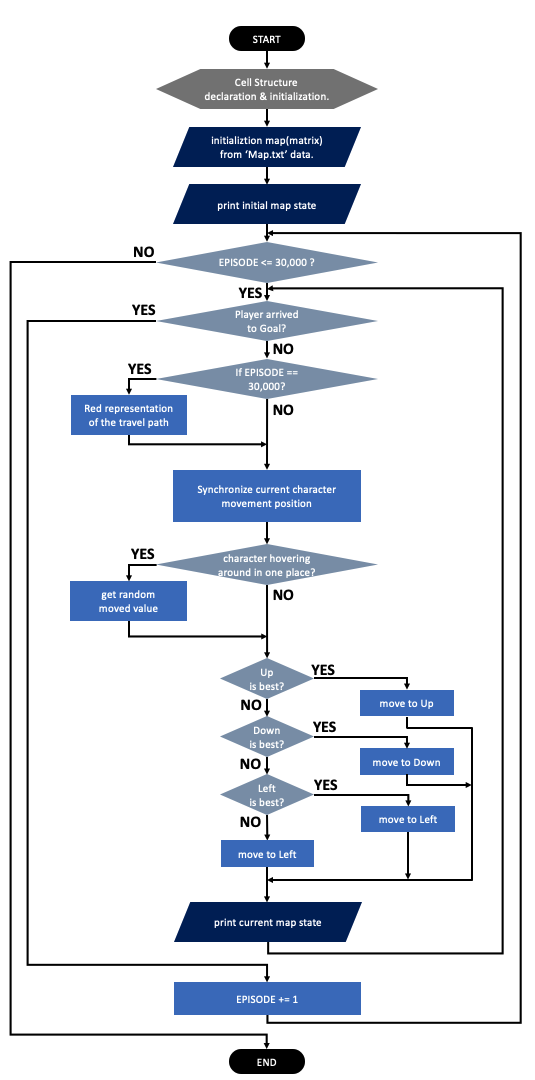 START
Cell Structure
declaration & initialization.
initializtion map(matrix)
from ‘Map.txt’ data.
print initial map state
NO
EPISODE <= 30,000 ?
YES
YES
Player arrived
to Goal?
NO
YES
If EPISODE ==
30,000?
Red representation
of the travel path
NO
Synchronize current character
movement position
YES
character hovering
around in one place?
get random
moved value
NO
Up
is best?
YES
move to Up
NO
Down
is best?
YES
move to Down
NO
Left
is best?
YES
move to Left
NO
move to Left
print current map state
EPISODE += 1
END